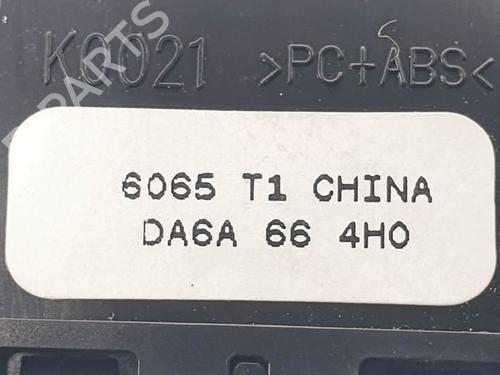 K0021 >PC+ABS<
6065 T1 CHINA
DA6A 66 4H0